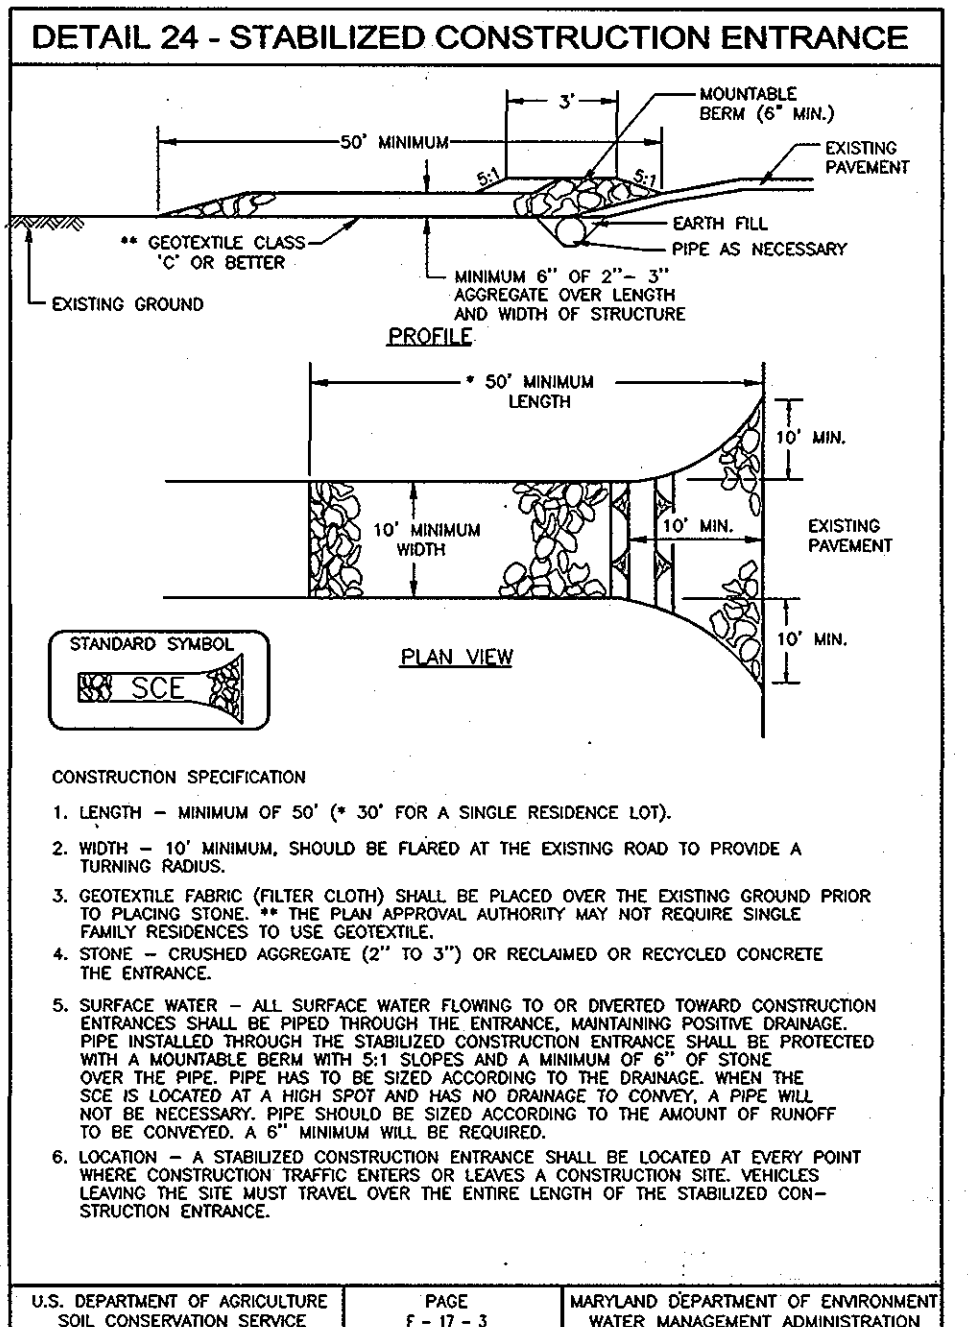 DETAIL 24 - STABILIZED CONSTRUCTION ENTRANCE
3'
MOUNTABLE
BERM (6" MIN.)
50' MINIMUM
EXISTING
PAVEMENT
5:1
5:1
** GEOTEXTILE CLASS
'C' OR BETTER
EARTH FILL
PIPE AS NECESSARY
MINIMUM 6" OF 2"- 3"
AGGREGATE OVER LENGTH
AND WIDTH OF STRUCTURE
EXISTING GROUND
PROFILE
* 50' MINIMUM
LENGTH
10' MIN.
10' MINIMUM
WIDTH
10' MIN.
EXISTING
PAVEMENT
10' MIN.
STANDARD SYMBOL
SCE
PLAN VIEW
CONSTRUCTION SPECIFICATION
1. LENGTH - MINIMUM OF 50' (* 30' FOR A SINGLE RESIDENCE LOT).
2. WIDTH - 10' MINIMUM, SHOULD BE FLARED AT THE EXISTING ROAD TO PROVIDE A
TURNING RADIUS.
3. GEOTEXTILE FABRIC (FILTER CLOTH) SHALL BE PLACED OVER THE EXISTING GROUND PRIOR
TO PLACING STONE. ** THE PLAN APPROVAL AUTHORITY MAY NOT REQUIRE SINGLE
FAMILY RESIDENCES TO USE GEOTEXTILE.
4. STONE - CRUSHED AGGREGATE (2" TO 3") OR RECLAIMED OR RECYCLED CONCRETE
THE ENTRANCE.
5. SURFACE WATER - ALL SURFACE WATER FLOWING TO OR DIVERTED TOWARD CONSTRUCTION
ENTRANCES SHALL BE PIPED THROUGH THE ENTRANCE, MAINTAINING POSITIVE DRAINAGE.
PIPE INSTALLED THROUGH THE STABILIZED CONSTRUCTION ENTRANCE SHALL BE PROTECTED
WITH A MOUNTABLE BERM WITH 5:1 SLOPES AND A MINIMUM OF 6" OF STONE
OVER THE PIPE. PIPE HAS TO BE SIZED ACCORDING TO THE DRAINAGE. WHEN THE
SCE IS LOCATED AT A HIGH SPOT AND HAS NO DRAINAGE TO CONVEY, A PIPE WILL
NOT BE NECESSARY. PIPE SHOULD BE SIZED ACCORDING TO THE AMOUNT OF RUNOFF
TO BE CONVEYED. A 6" MINIMUM WILL BE REQUIRED.
6. LOCATION - A STABILIZED CONSTRUCTION ENTRANCE SHALL BE LOCATED AT EVERY POINT
WHERE CONSTRUCTION TRAFFIC ENTERS OR LEAVES A CONSTRUCTION SITE. VEHICLES
LEAVING THE SITE MUST TRAVEL OVER THE ENTIRE LENGTH OF THE STABILIZED CON-
STRUCTION ENTRANCE.
U.S. DEPARTMENT OF AGRICULTURE
SOIL CONSERVATION SERVICE
PAGE
F - 17 - 3
MARYLAND DEPARTMENT OF ENVIRONMENT
WATER MANAGEMENT ADMINISTRATION